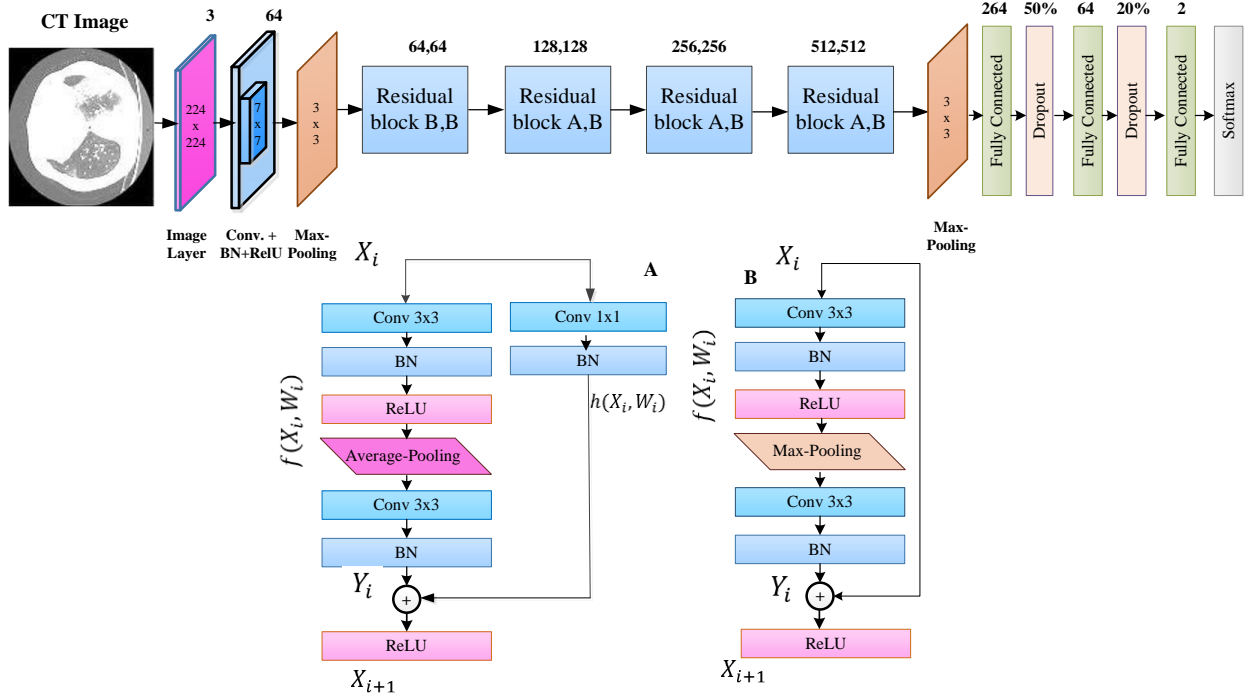 CT Image
3
224
x
224
Image
Layer
64
7
x
7
Conv. +
BN+RelU
3
x
3
Max-
Pooling
64,64
Residual
block B,B
128,128
Residual
block A,B
256,256
Residual
block A,B
512,512
Residual
block A,B
3
x
3
Max-
Pooling
264
Fully Connected
50%
Dropout
64
Fully Connected
20%
Dropout
2
Fully Connected
Softmax
X_i
A
Conv 3x3
BN
ReLU
Average-Pooling
Conv 3x3
BN
f(X_i, W_i)
Conv 1x1
BN
h(X_i, W_i)
Y_i
+
ReLU
X_{i+1}
X_i
B
Conv 3x3
BN
ReLU
Max-Pooling
Conv 3x3
BN
f(X_i, W_i)
Y_i
+
ReLU
X_{i+1}